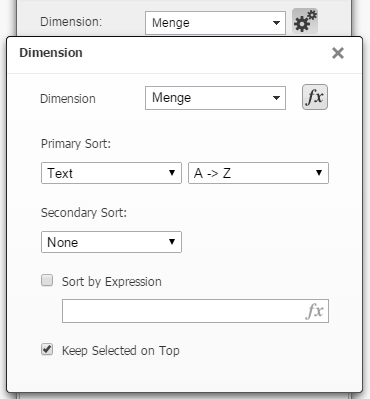 Dimension: Menge
Dimension
Dimension Menge fx
Primary Sort:
Text A -> Z
Secondary Sort:
None
Sort by Expression
fx
Keep Selected on Top